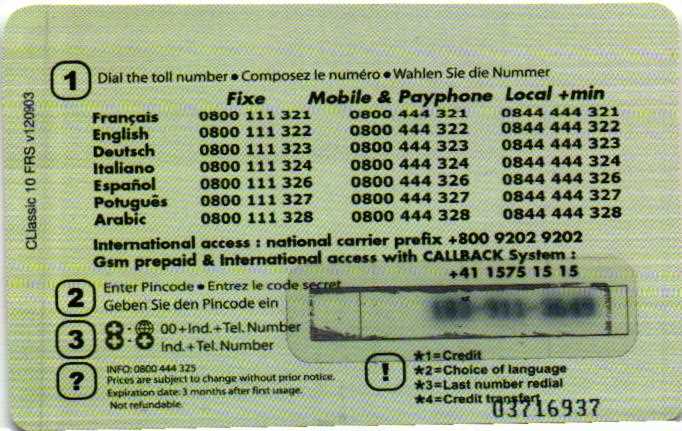 CLlassic 10 FRS v120903
1 Dial the toll number • Composez le numéro • Wahlen Sie die Nummer
Fixe Mobile & Payphone Local +min
Français 0800 111 321 0800 444 321 0844 444 321
English 0800 111 322 0800 444 322 0844 444 322
Deutsch 0800 111 323 0800 444 323 0844 444 323
Italiano 0800 111 324 0800 444 324 0844 444 324
Español 0800 111 326 0800 444 326 0844 444 326
Potuguês 0800 111 327 0800 444 327 0844 444 327
Arabic 0800 111 328 0800 444 328 0844 444 328
International access : national carrier prefix +800 9202 9202
Gsm prepaid & International access with CALLBACK System :
+41 1575 15 15
2 Enter Pincode • Entrez le code secret
Geben Sie den Pincode ein
3 00+Ind.+Tel. Number
Ind.+Tel. Number
? INFO: 0800 444 325
Prices are subject to change without prior notice.
Expiration date: 3 months after first usage.
Not refundable.
! *1=Credit
*2=Choice of language
*3=Last number redial
*4=Credit transfert
03716937